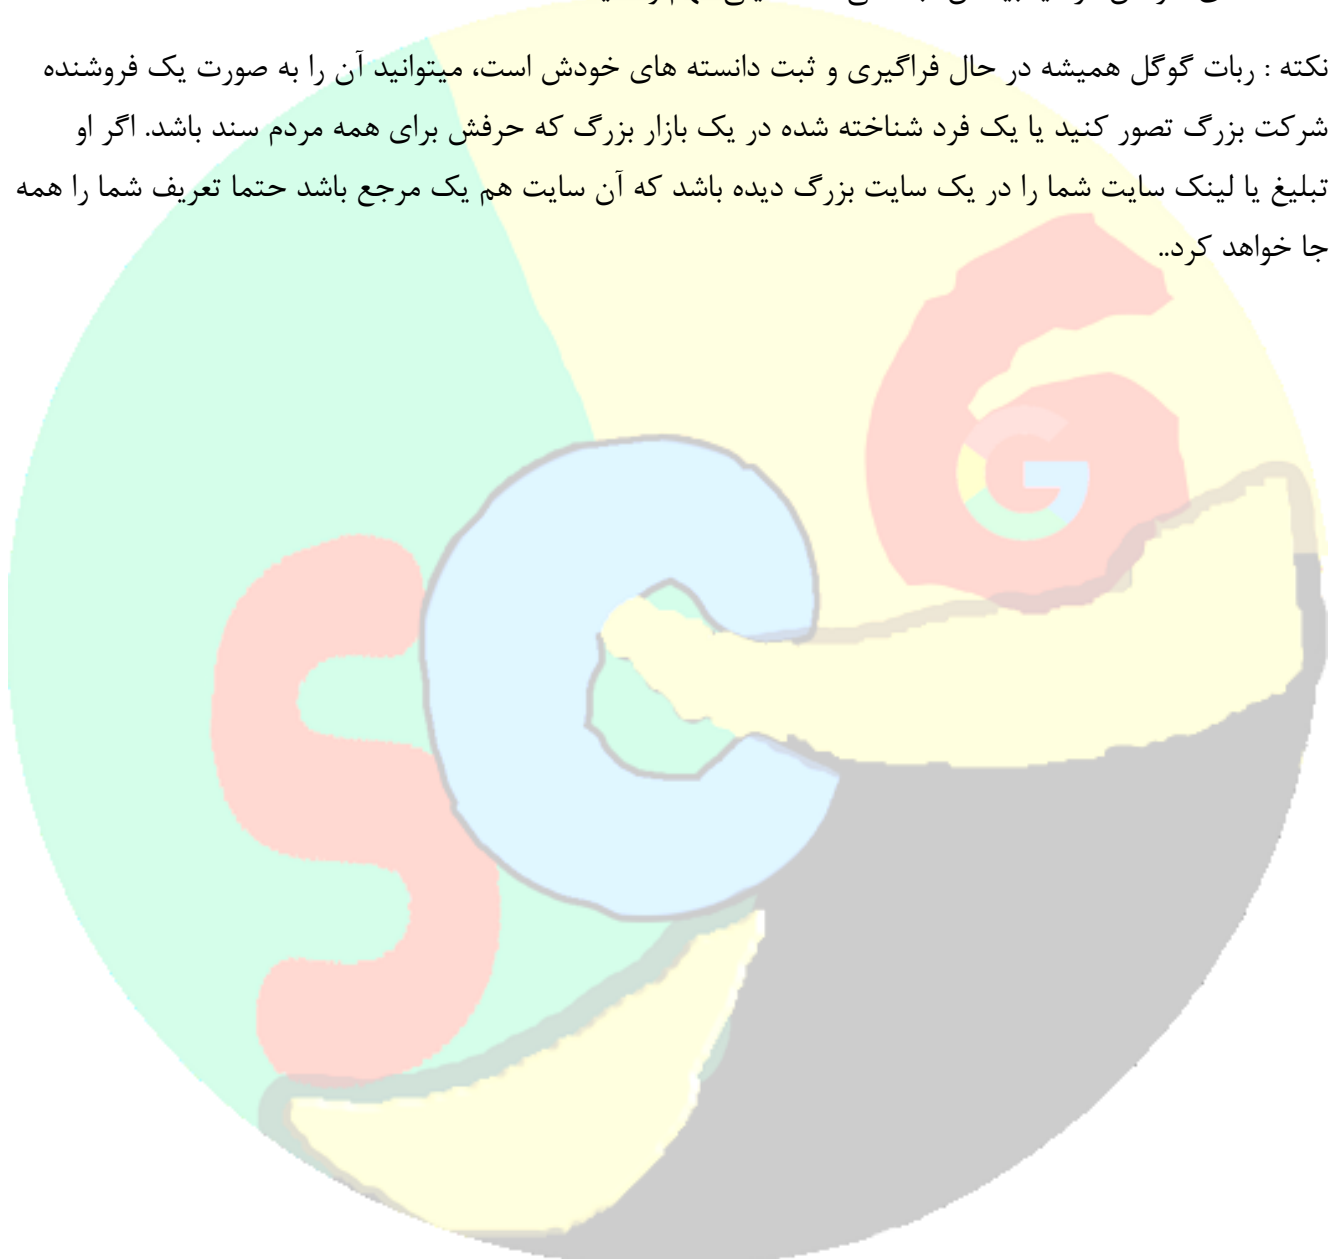 نکته : ربات گوگل همیشه در حال فراگیری و ثبت دانسته های خودش است، میتوانید آن را به صورت یک فروشنده
شرکت بزرگ تصور کنید یا یک فرد شناخته شده در یک بازار بزرگ که حرفش برای همه مردم سند باشد. اگر او
تبلیغ یا لینک سایت شما را در یک سایت بزرگ دیده باشد که آن سایت هم یک مرجع باشد حتما تعریف شما را همه
جا خواهد کرد..
S C G
G